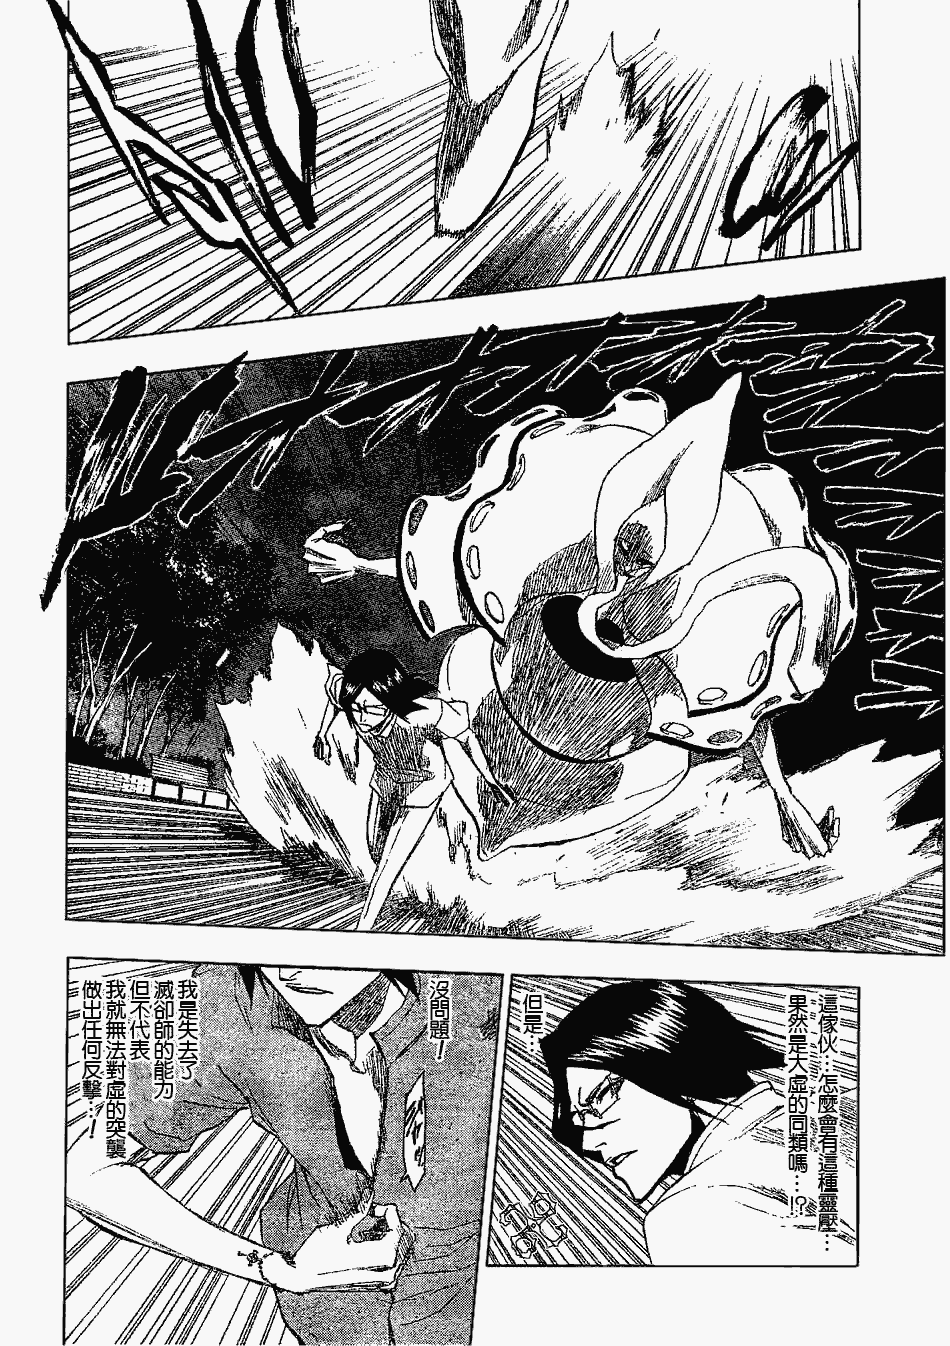 這傢伙…怎麼會有這種靈壓…
果然是大虛的同類嗎…!?
但是…
沒問題！
我是失去了
滅卻師的能力
但不代表
我就無法對虛的突襲
做出任何反擊…！